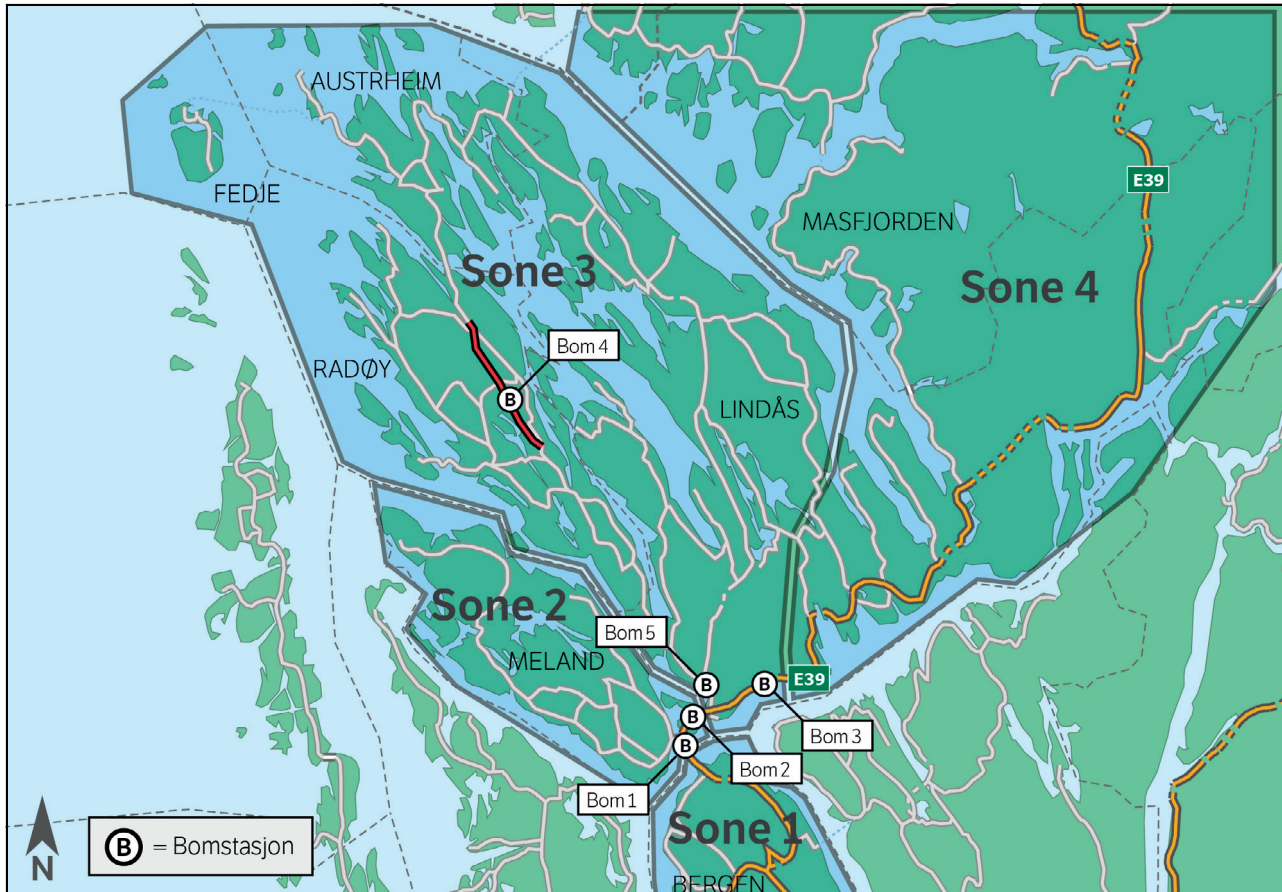 AUSTRHEIM
E39
FEDJE
MASFJORDEN
Sone 3
Sone 4
Bom 4
RADØY
LINDÅS
Sone 2
Bom 5
MELAND
E39
Bom 3
Bom 2
Bom 1
Sone 1
B = Bomstasjon
N
BERGEN
B
B
B
B
B